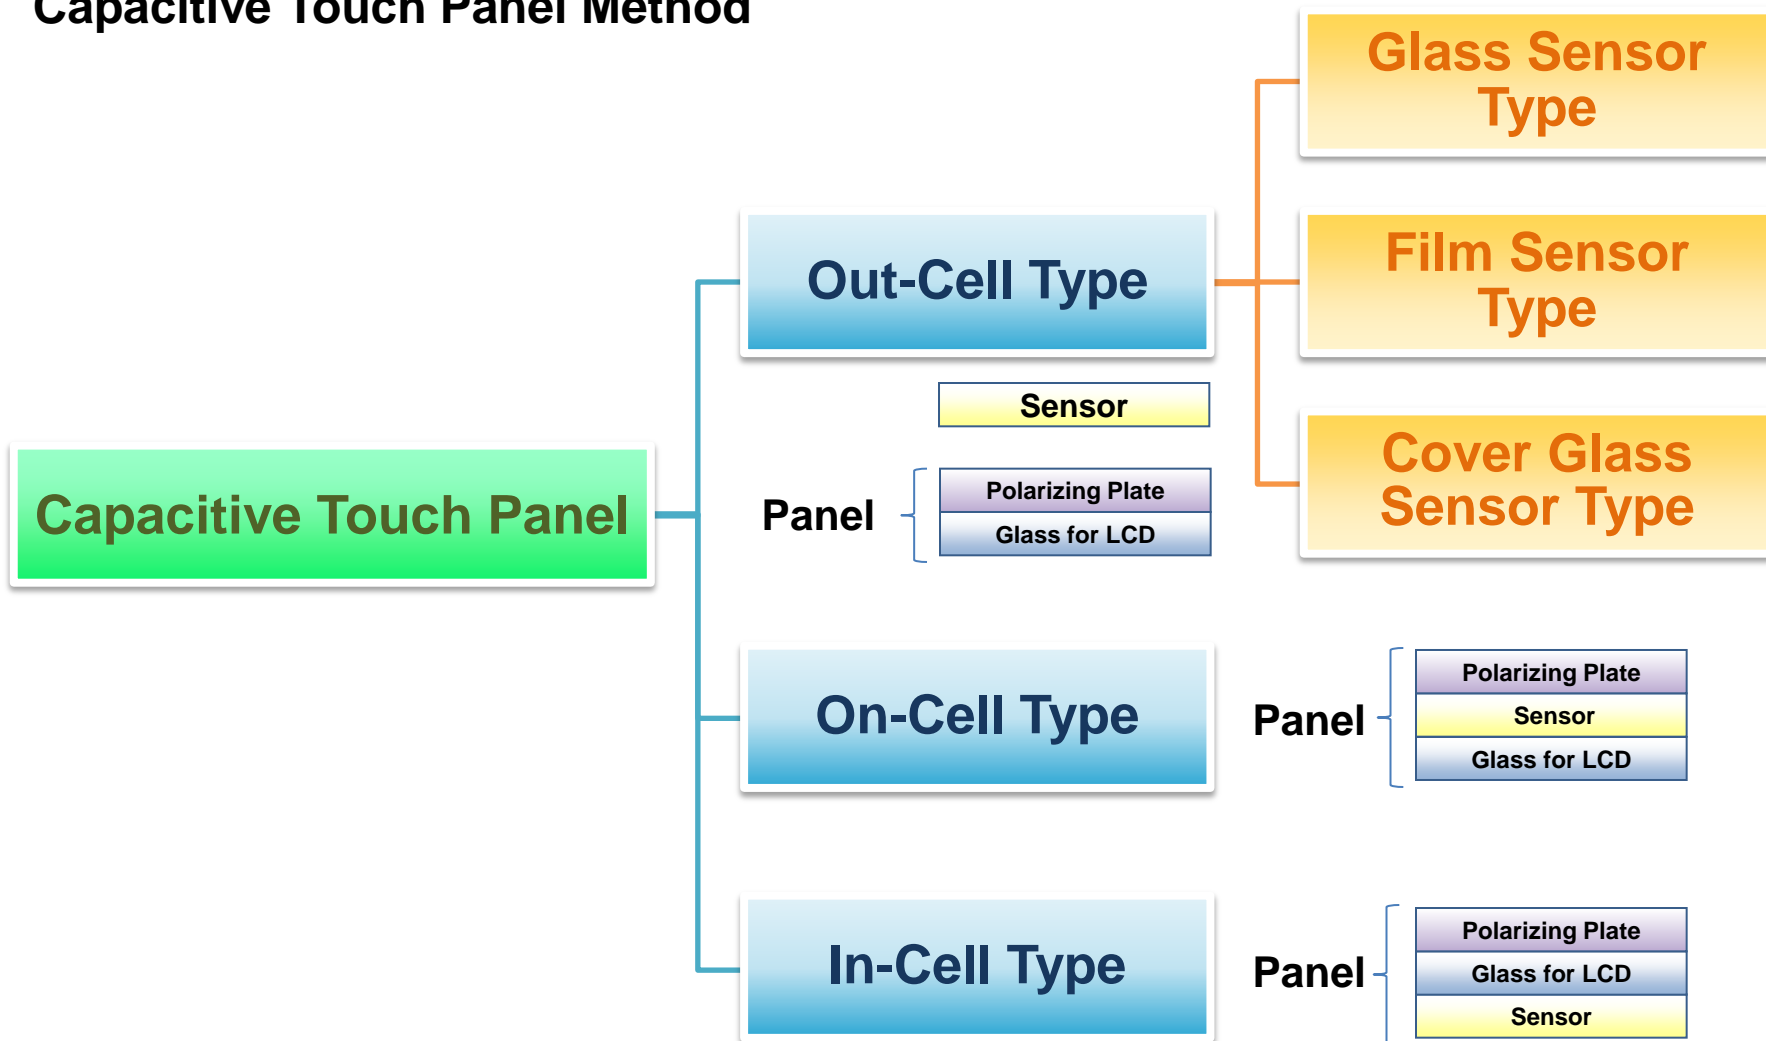 Capacitive Touch Panel Method
Glass Sensor
Type
Out-Cell Type
Film Sensor
Type
Sensor
Cover Glass
Sensor Type
Capacitive Touch Panel
Panel
Polarizing Plate
Glass for LCD
On-Cell Type
Panel
Polarizing Plate
Sensor
Glass for LCD
In-Cell Type
Panel
Polarizing Plate
Glass for LCD
Sensor